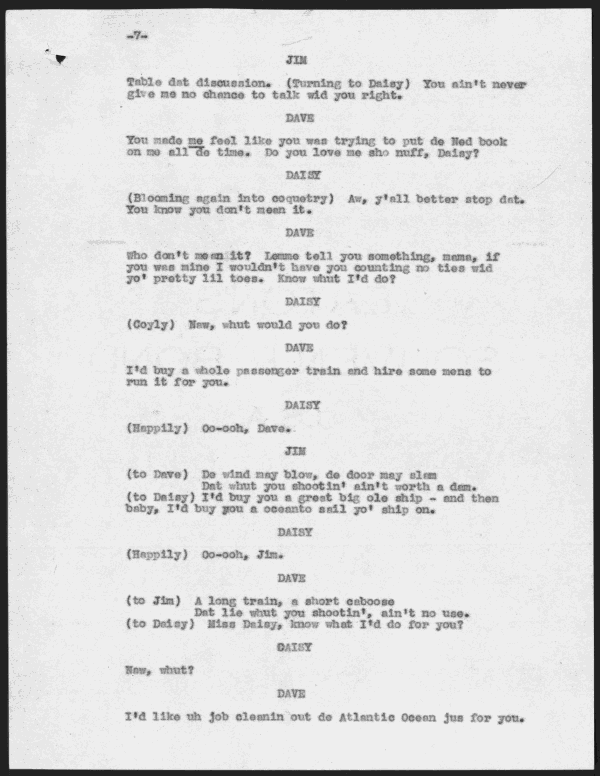 -7-
JIM
Table dat discussion. (Turning to Daisy) You ain't never
give me no chance to talk wid you right.
DAVE
You made me feel like you was trying to put de Ned book
on me all de time. Do you love me sho nuff, Daisy?
DAISY
(Blooming again into coquetry) Aw, y'all better stop dat.
You know you don't mean it.
DAVE
Who don't mean it? Lemme tell you something, mama, if
you was mine I wouldn't have you counting no ties wid
yo' pretty lil toes. Know whut I'd do?
DAISY
(Coyly) Naw, whut would you do?
DAVE
I'd buy a whole passenger train and hire some mens to
run it for you.
DAISY
(Happily) Oo-ooh, Dave.
JIM
(to Dave) De wind may blow, de door may slam
Dat whut you shootin' ain't worth a dam.
(to Daisy) I'd buy you a great big ole ship - and then
baby, I'd buy you a oceanto sail yo' ship on.
DAISY
(Happily) Oo-ooh, Jim.
DAVE
(to Jim) A long train, a short caboose
Dat lie whut you shootin', ain't no use.
(to Daisy) Miss Daisy, know what I'd do for you?
DAISY
Naw, whut?
DAVE
I'd like uh job cleanin out de Atlantic Ocean jus for you.